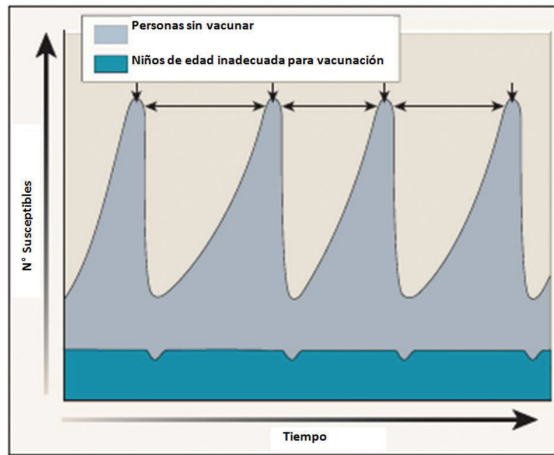 Personas sin vacunar
Niños de edad inadecuada para vacunación
N° Susceptibles
Tiempo